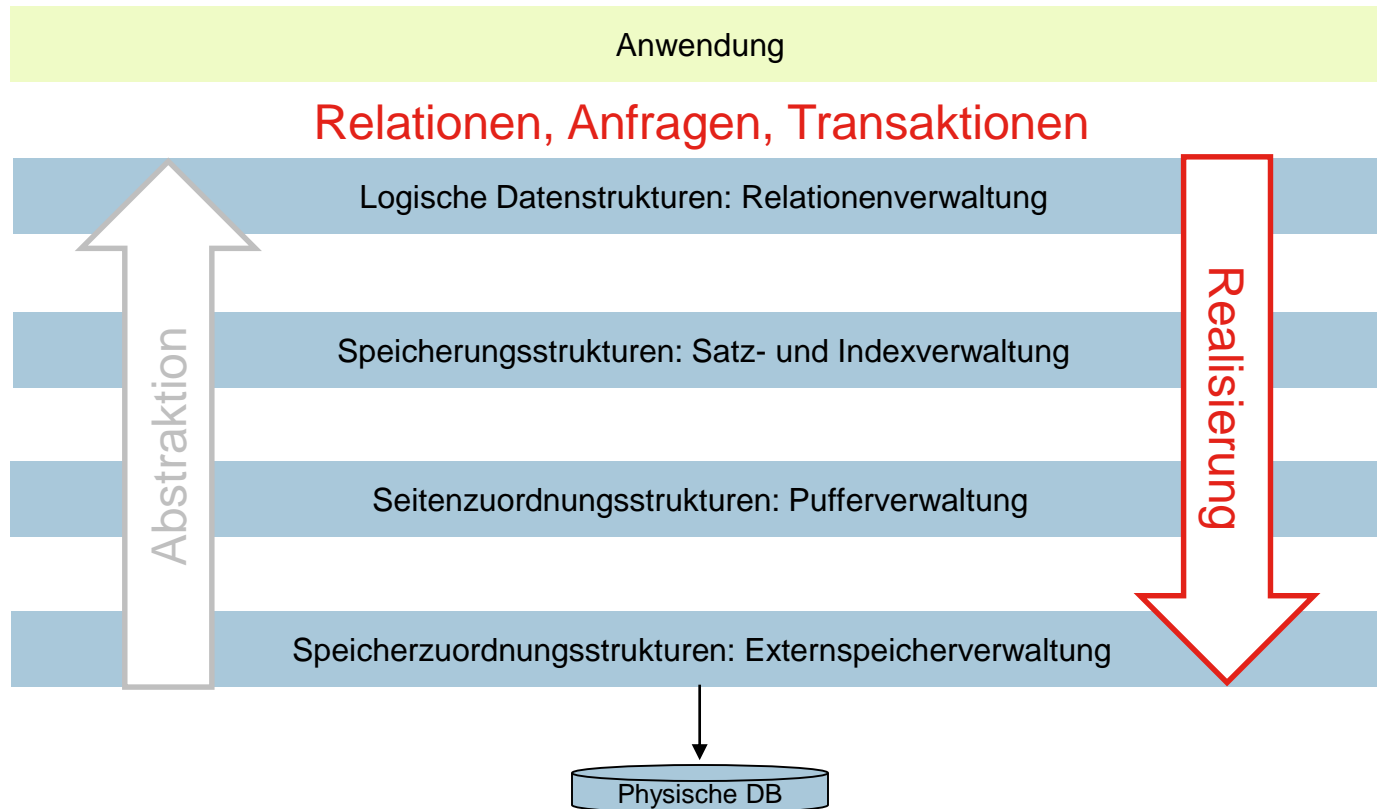 Anwendung
Relationen, Anfragen, Transaktionen
Logische Datenstrukturen: Relationenverwaltung
Speicherungsstrukturen: Satz- und Indexverwaltung
Abstraktion
Realisierung
Seitenzuordnungsstrukturen: Pufferverwaltung
Speicherzuordnungsstrukturen: Externspeicherverwaltung
Physische DB